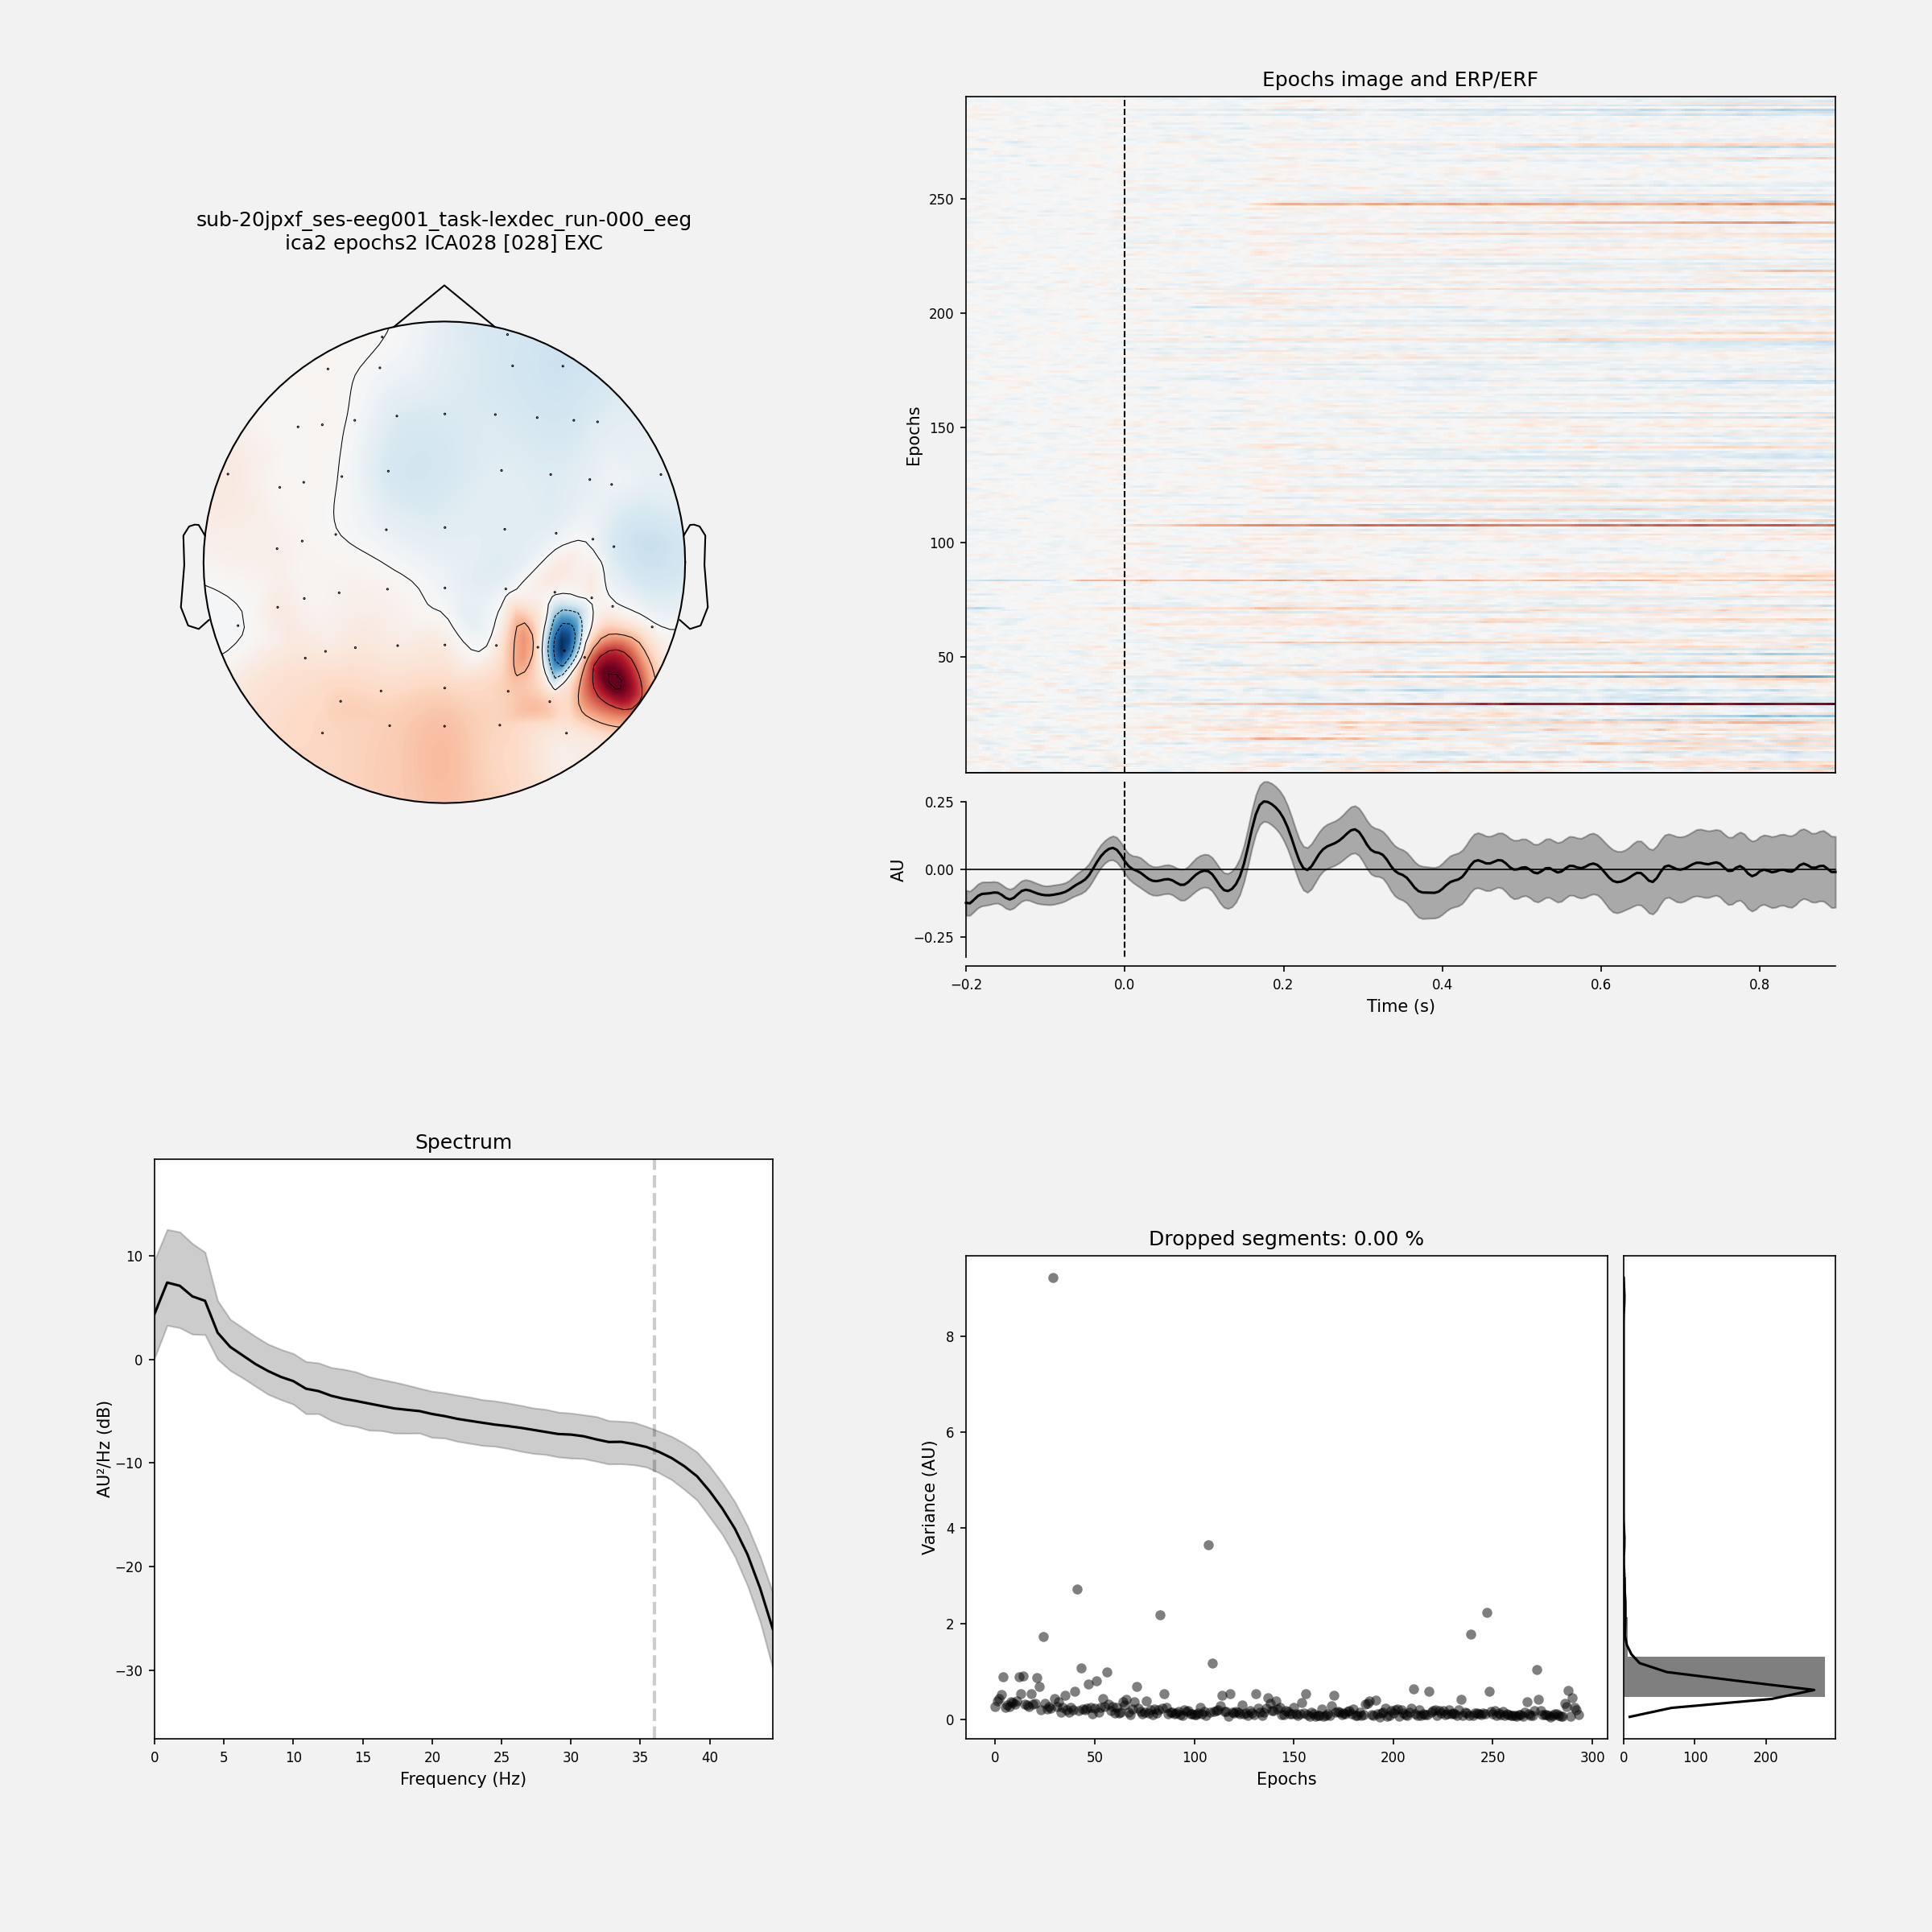 sub-20jpxf_ses-eeg001_task-lexdec_run-000_eeg
ica2 epochs2 ICA028 [028] EXC
Epochs image and ERP/ERF
Epochs
250
200
150
100
50
AU
0.25
0.00
−0.25
−0.2 0.0 0.2 0.4 0.6 0.8
Time (s)
Spectrum
AU²/Hz (dB)
10
0
−10
−20
−30
0 5 10 15 20 25 30 35 40
Frequency (Hz)
Dropped segments: 0.00 %
Variance (AU)
8
6
4
2
0
0 50 100 150 200 250 300
Epochs
0 100 200